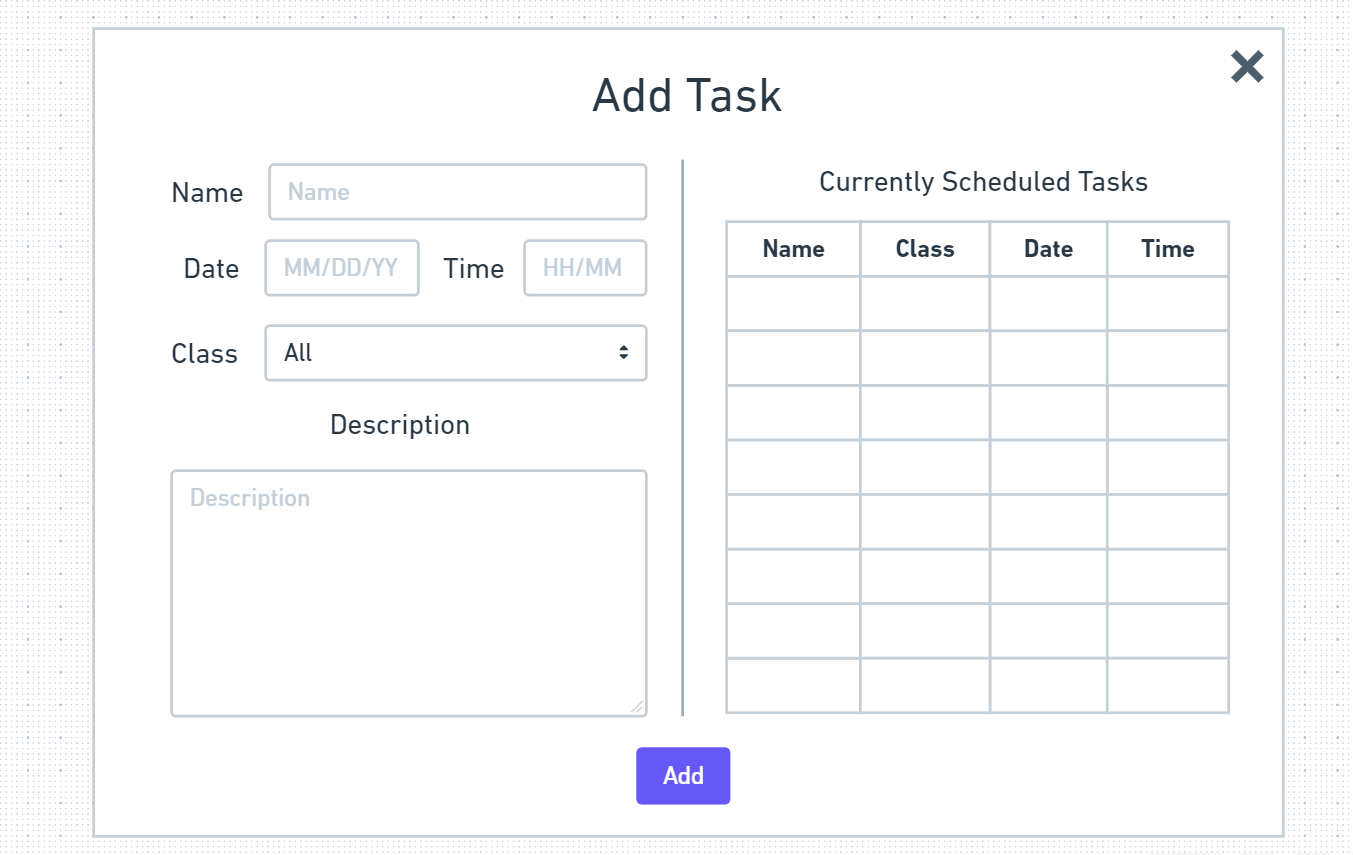 Add Task
Name Name
Date MM/DD/YY Time HH/MM
Class All
Description
Description
Currently Scheduled Tasks
Name Class Date Time
Add